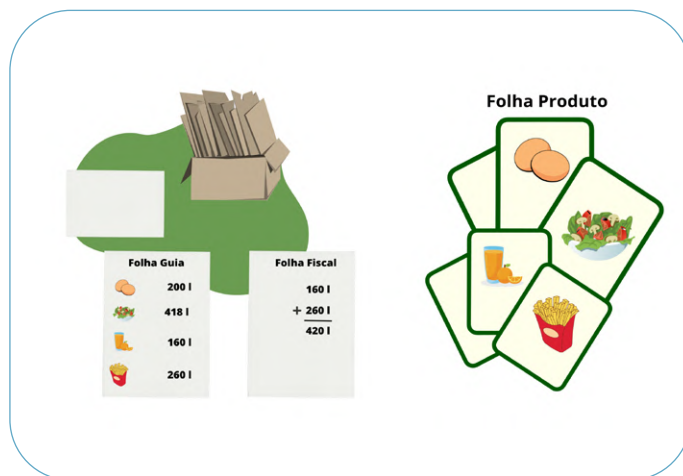 Folha Produto
Folha Guia
200 l
418 l
160 l
260 l
Folha Fiscal
160 l
+ 260 l
420 l